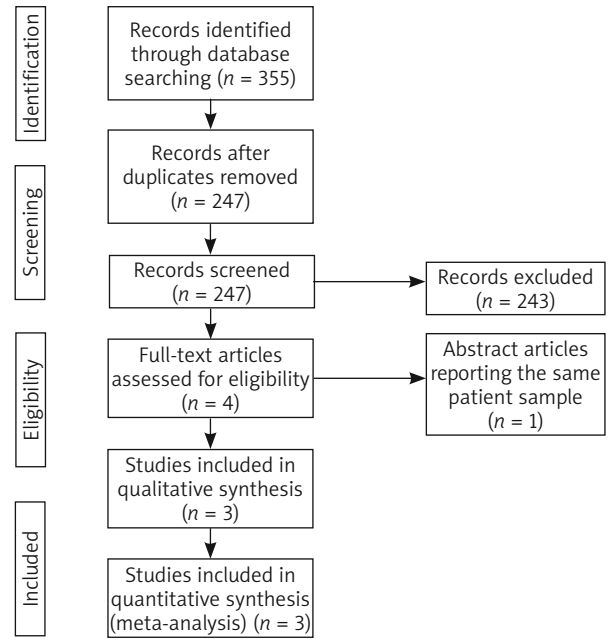 Identification
Records identified
through database
searching (n = 355)
Records after
duplicates removed
(n = 247)
Screening
Records screened
(n = 247)
Records excluded
(n = 243)
Eligibility
Full-text articles
assessed for eligibility
(n = 4)
Abstract articles
reporting the same
patient sample
(n = 1)
Studies included in
qualitative synthesis
(n = 3)
Included
Studies included in
quantitative synthesis
(meta-analysis) (n = 3)